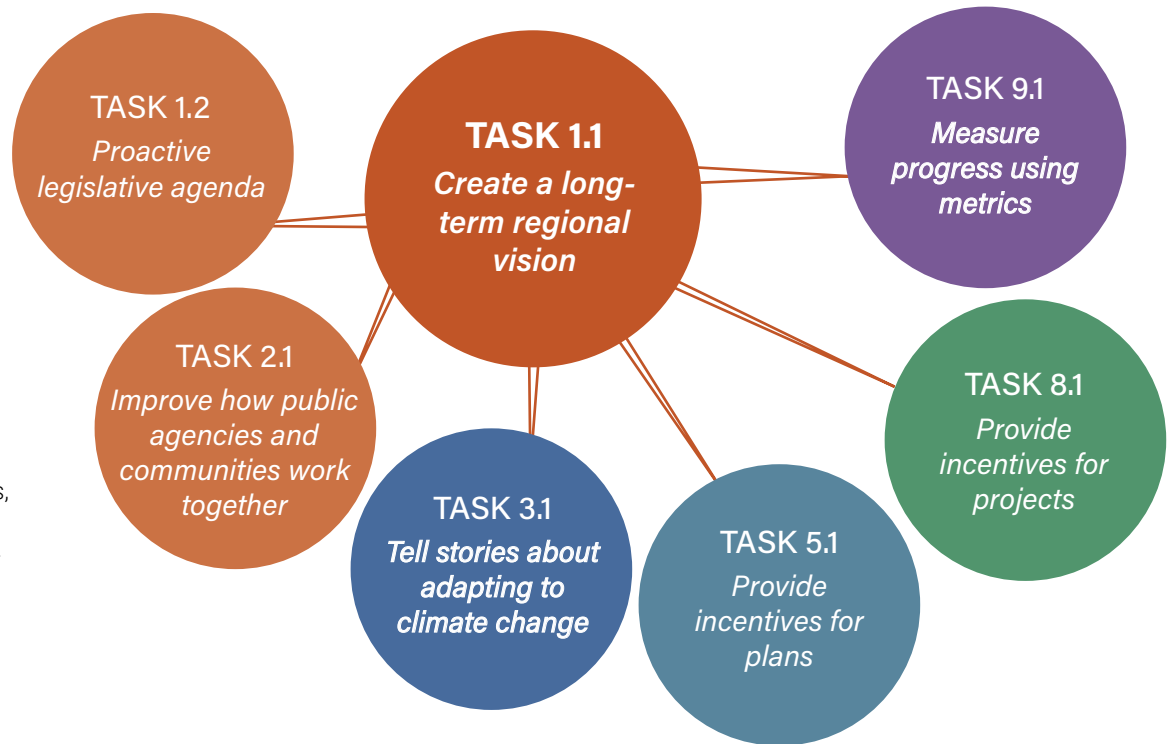 TASK 1.2
Proactive
legislative agenda
TASK 1.1
Create a long-
term regional
vision
TASK 9.1
Measure
progress using
metrics
TASK 2.1
Improve how public
agencies and
communities work
together
TASK 3.1
Tell stories about
adapting to
climate change
TASK 5.1
Provide
incentives for
plans
TASK 8.1
Provide
incentives for
projects